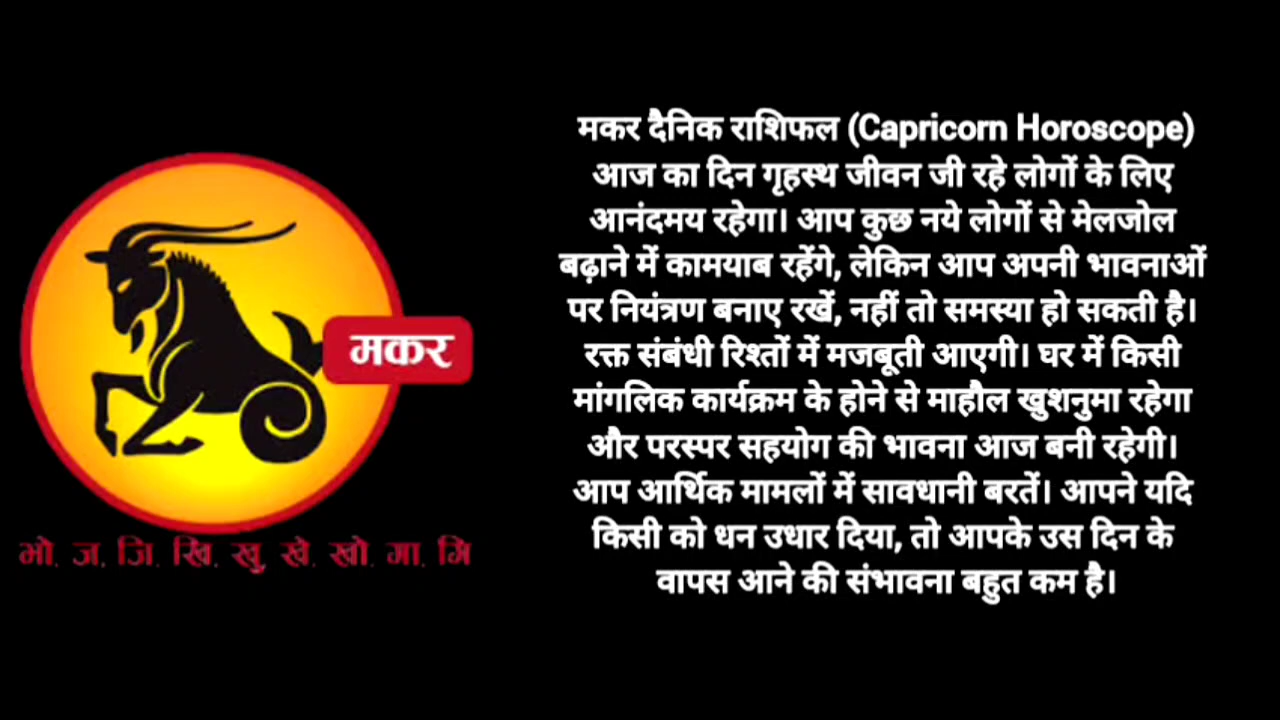 मकर दैनिक राशिफल (Capricorn Horoscope)
आज का दिन गृहस्थ जीवन जी रहे लोगों के लिए
आनंदमय रहेगा। आप कुछ नये लोगों से मेलजोल
बढ़ाने में कामयाब रहेंगे, लेकिन आप अपनी भावनाओं
पर नियंत्रण बनाए रखें, नहीं तो समस्या हो सकती है।
रक्त संबंधी रिश्तों में मजबूती आएगी। घर में किसी
मांगलिक कार्यक्रम के होने से माहौल खुशनुमा रहेगा
और परस्पर सहयोग की भावना आज बनी रहेगी।
आप आर्थिक मामलों में सावधानी बरतें। आपने यदि
किसी को धन उधार दिया, तो आपके उस दिन के
वापस आने की संभावना बहुत कम है।
मकर
भो. ज. जि. खि. खु. खे. खो. गा. गि